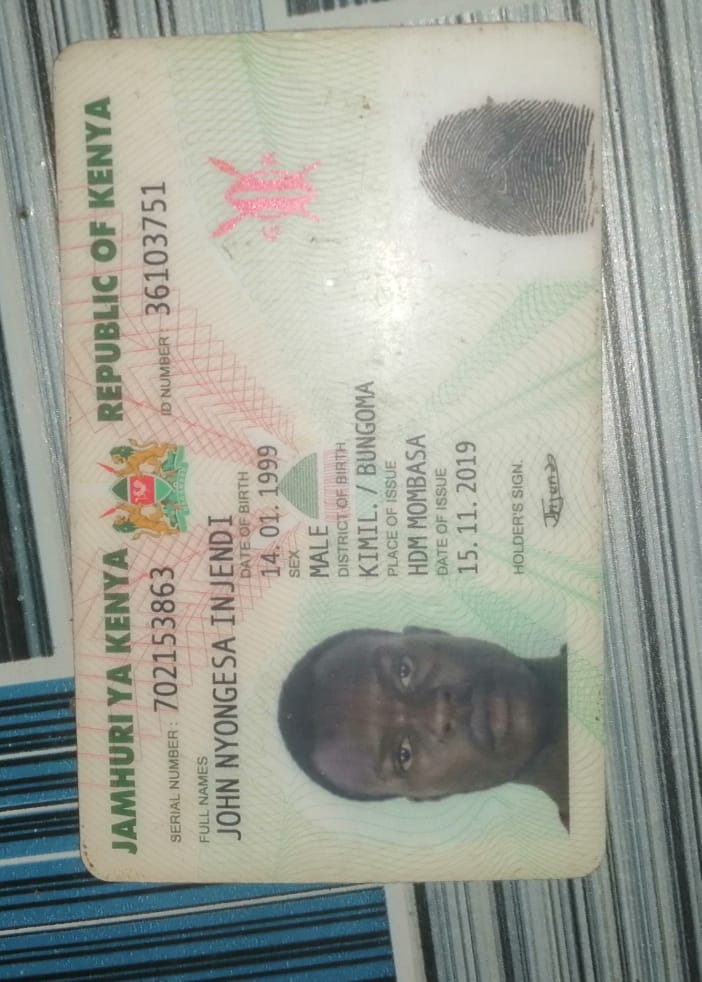 JAMHURI YA KENYA REPUBLIC OF KENYA
SERIAL NUMBER: 702153863 ID NUMBER: 36103751
FULL NAMES
JOHN NYONGESA INJENDI
DATE OF BIRTH
14. 01. 1999
SEX
MALE
DISTRICT OF BIRTH
KIMIL. / BUNGOMA
PLACE OF ISSUE
HDM MOMBASA
DATE OF ISSUE
15. 11. 2019
HOLDER'S SIGN.